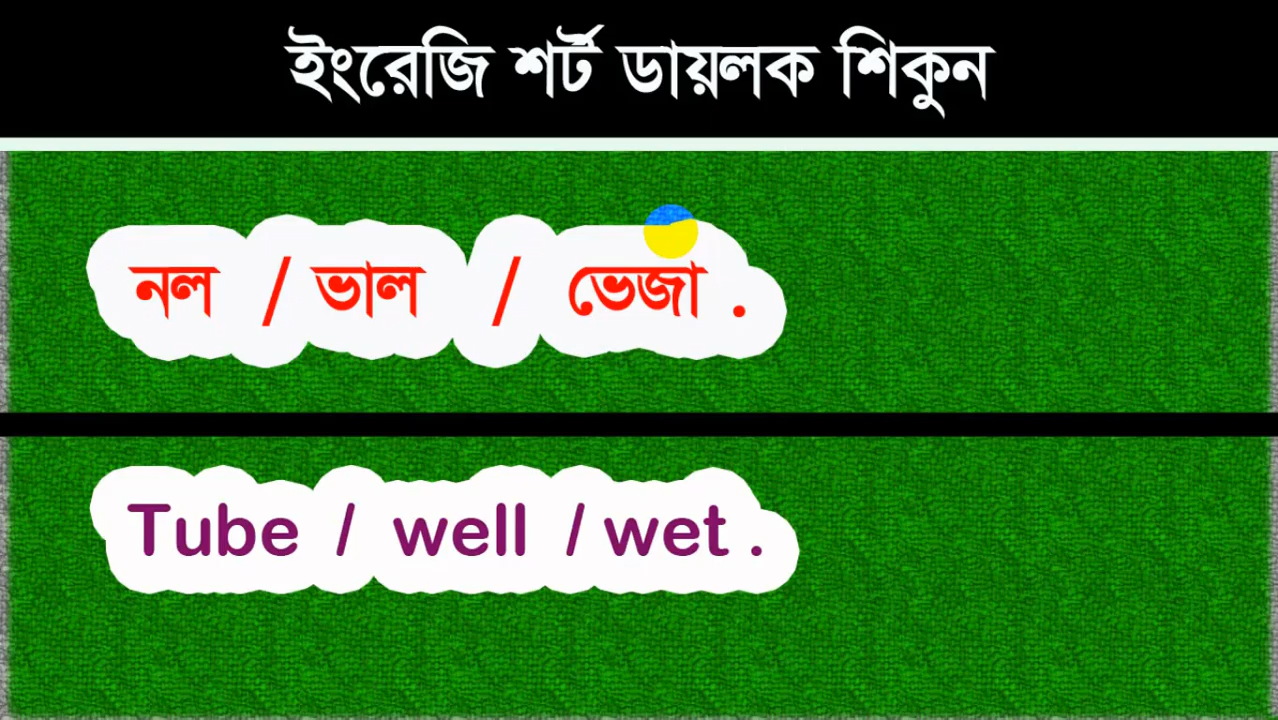 ইংরেজি শর্ট ডায়লক শিকুন
নল / ভাল / ভেজা .
Tube / well / wet .